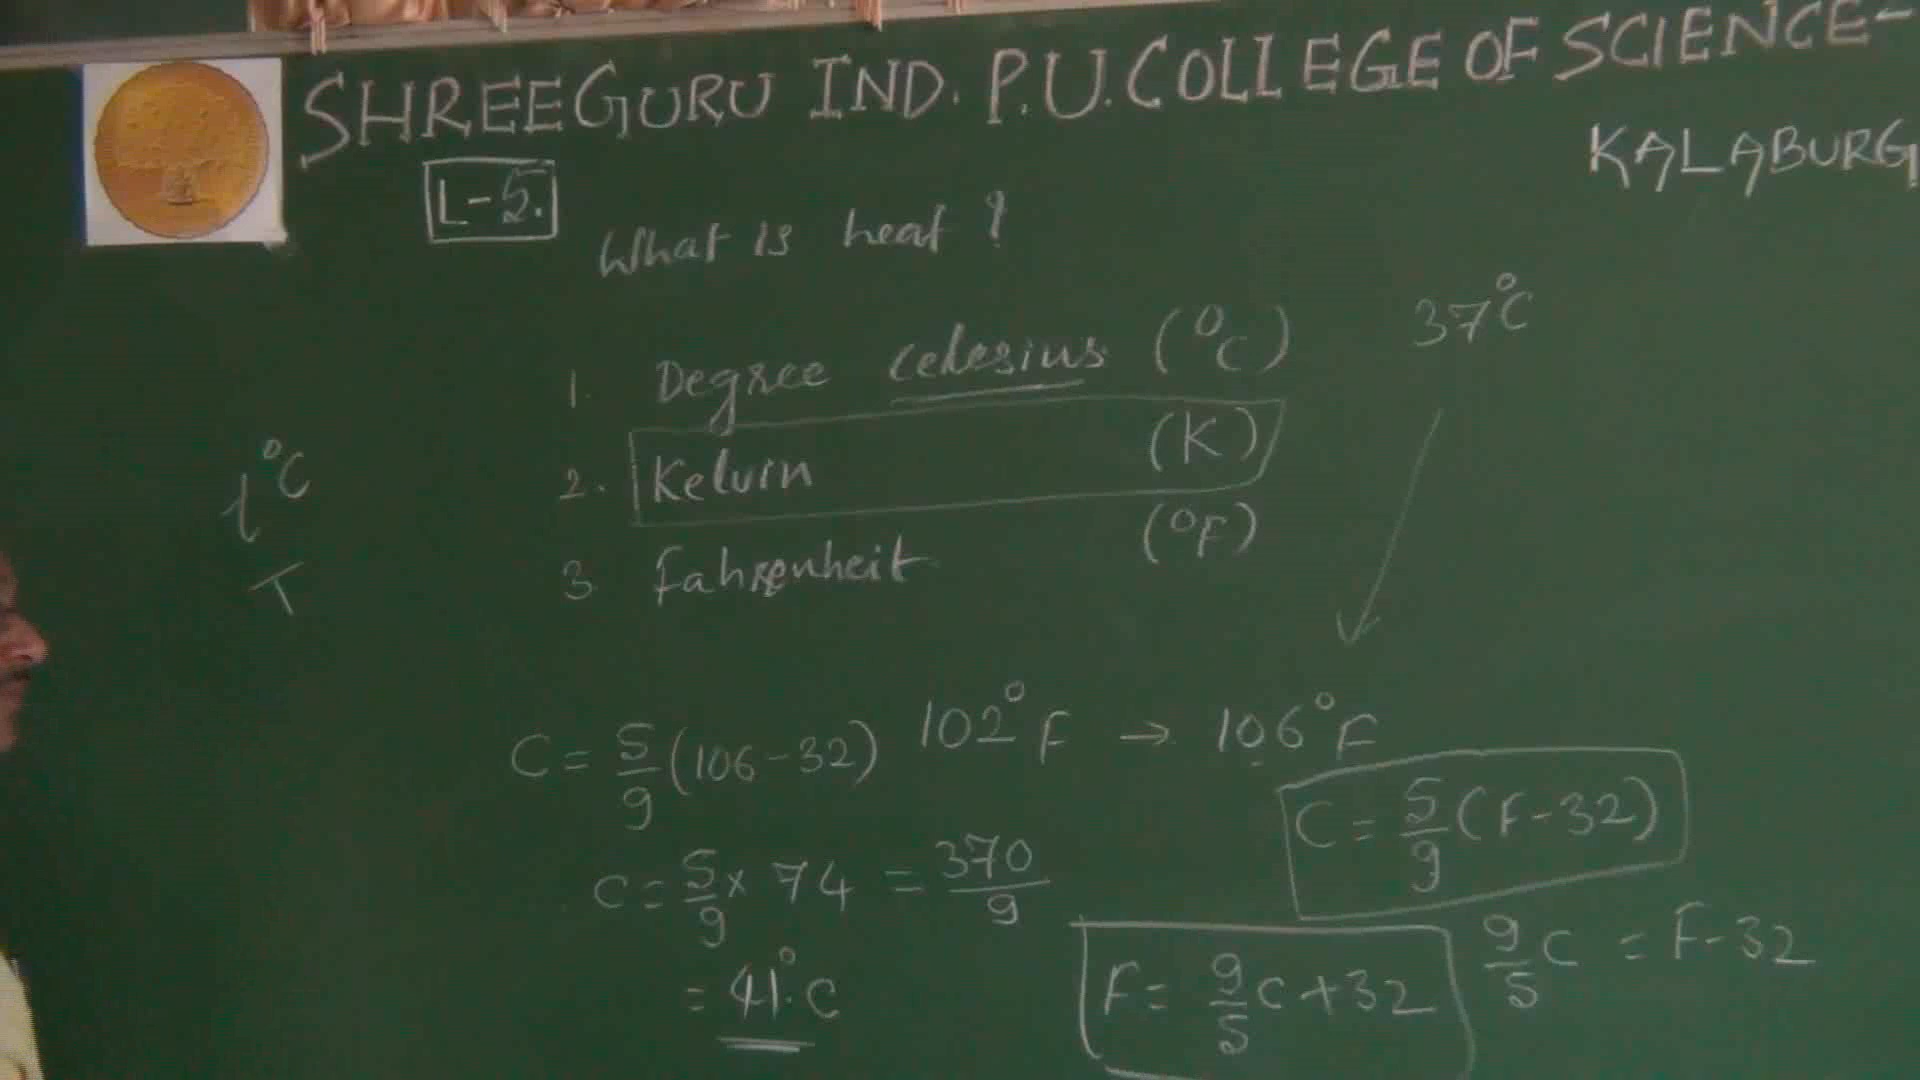 SHREEGURU IND. P.U. COLLEGE OF SCIENCE-
KALABURG
L-5.
What is heat ?
1. Degree celesius (°C)
37°C
2. Kelvin (K)
3. Fahrenheit (°F)
t°C
T
C = 5/9 (106-32)
102°F → 106°F
C = 5/9 (F-32)
C = 5/9 × 74 = 370/9
= 41.°C
F = 9/5 C + 32
9/5 C = F-32